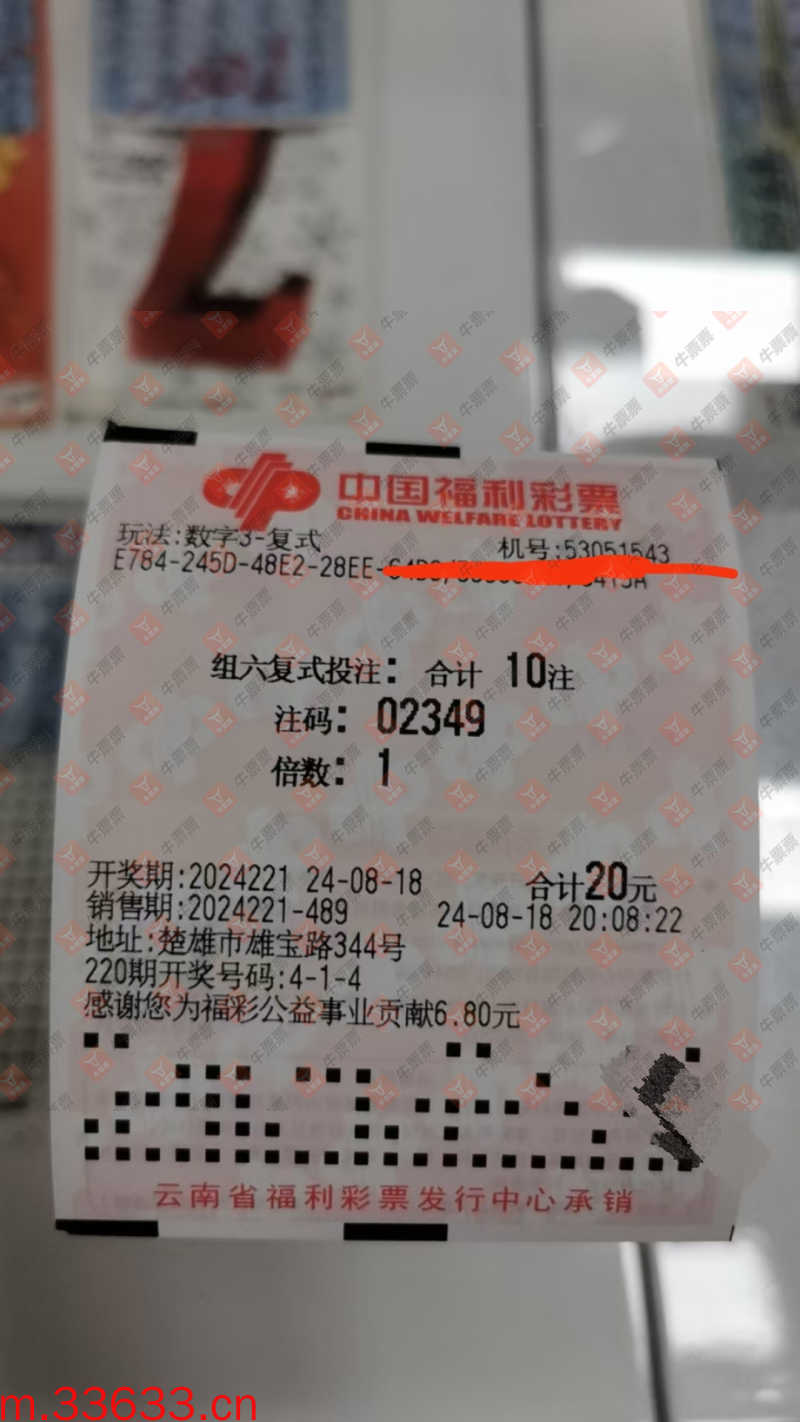 中国福利彩票
CHINA WELFARE LOTTERY
玩法:数字3-复式 机号:53051543
E784-245D-48E2-28EE-
组六复式投注: 合计 10注
注码: 02349
倍数: 1
开奖期:2024221 24-08-18 合计20元
销售期:2024221-489 24-08-18 20:08:22
地址:楚雄市雄宝路344号
220期开奖号码:4-1-4
感谢您为福彩公益事业贡献6.80元
云南省福利彩票发行中心承销
牛票票
m.33633.cn